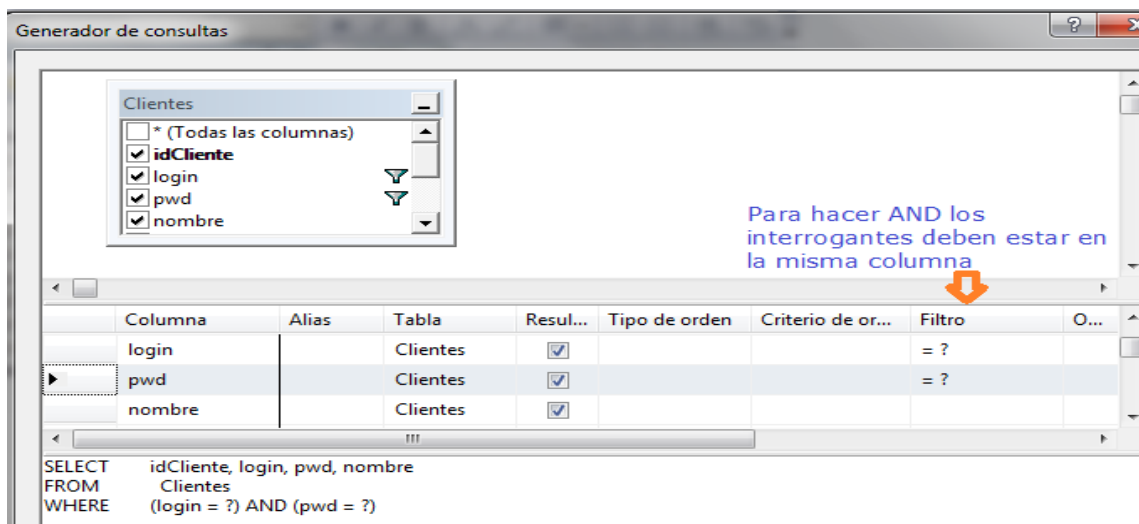 Generador de consultas
Clientes
* (Todas las columnas)
idCliente
login
pwd
nombre
Para hacer AND los
interrogantes deben estar en
la misma columna
Columna Alias Tabla Resul... Tipo de orden Criterio de or... Filtro O...
login Clientes = ?
pwd Clientes = ?
nombre Clientes
SELECT idCliente, login, pwd, nombre
FROM Clientes
WHERE (login = ?) AND (pwd = ?)